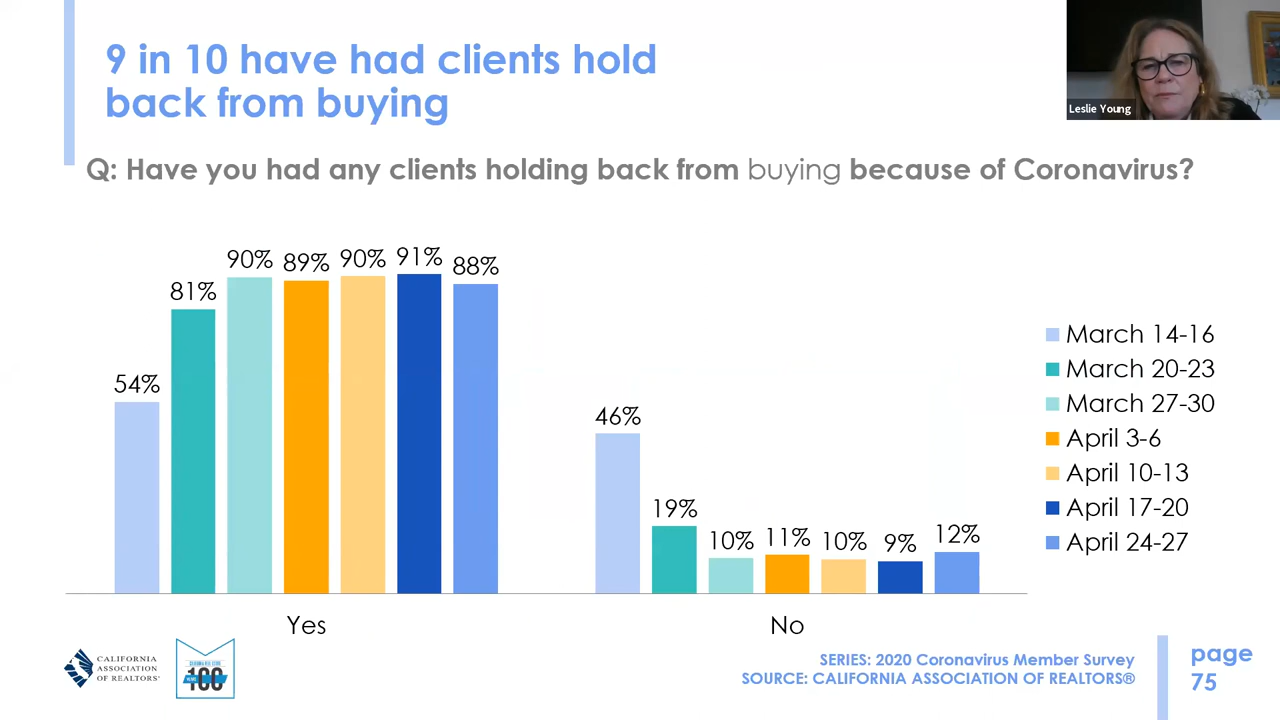 9 in 10 have had clients hold
back from buying
Leslie Young
Q: Have you had any clients holding back from buying because of Coronavirus?
54%
81%
90%
89%
90%
91%
88%
46%
19%
10%
11%
10%
9%
12%
Yes
No
March 14-16
March 20-23
March 27-30
April 3-6
April 10-13
April 17-20
April 24-27
CALIFORNIA
ASSOCIATION
OF REALTORS®
100
SERIES: 2020 Coronavirus Member Survey
SOURCE: CALIFORNIA ASSOCIATION OF REALTORS®
page
75